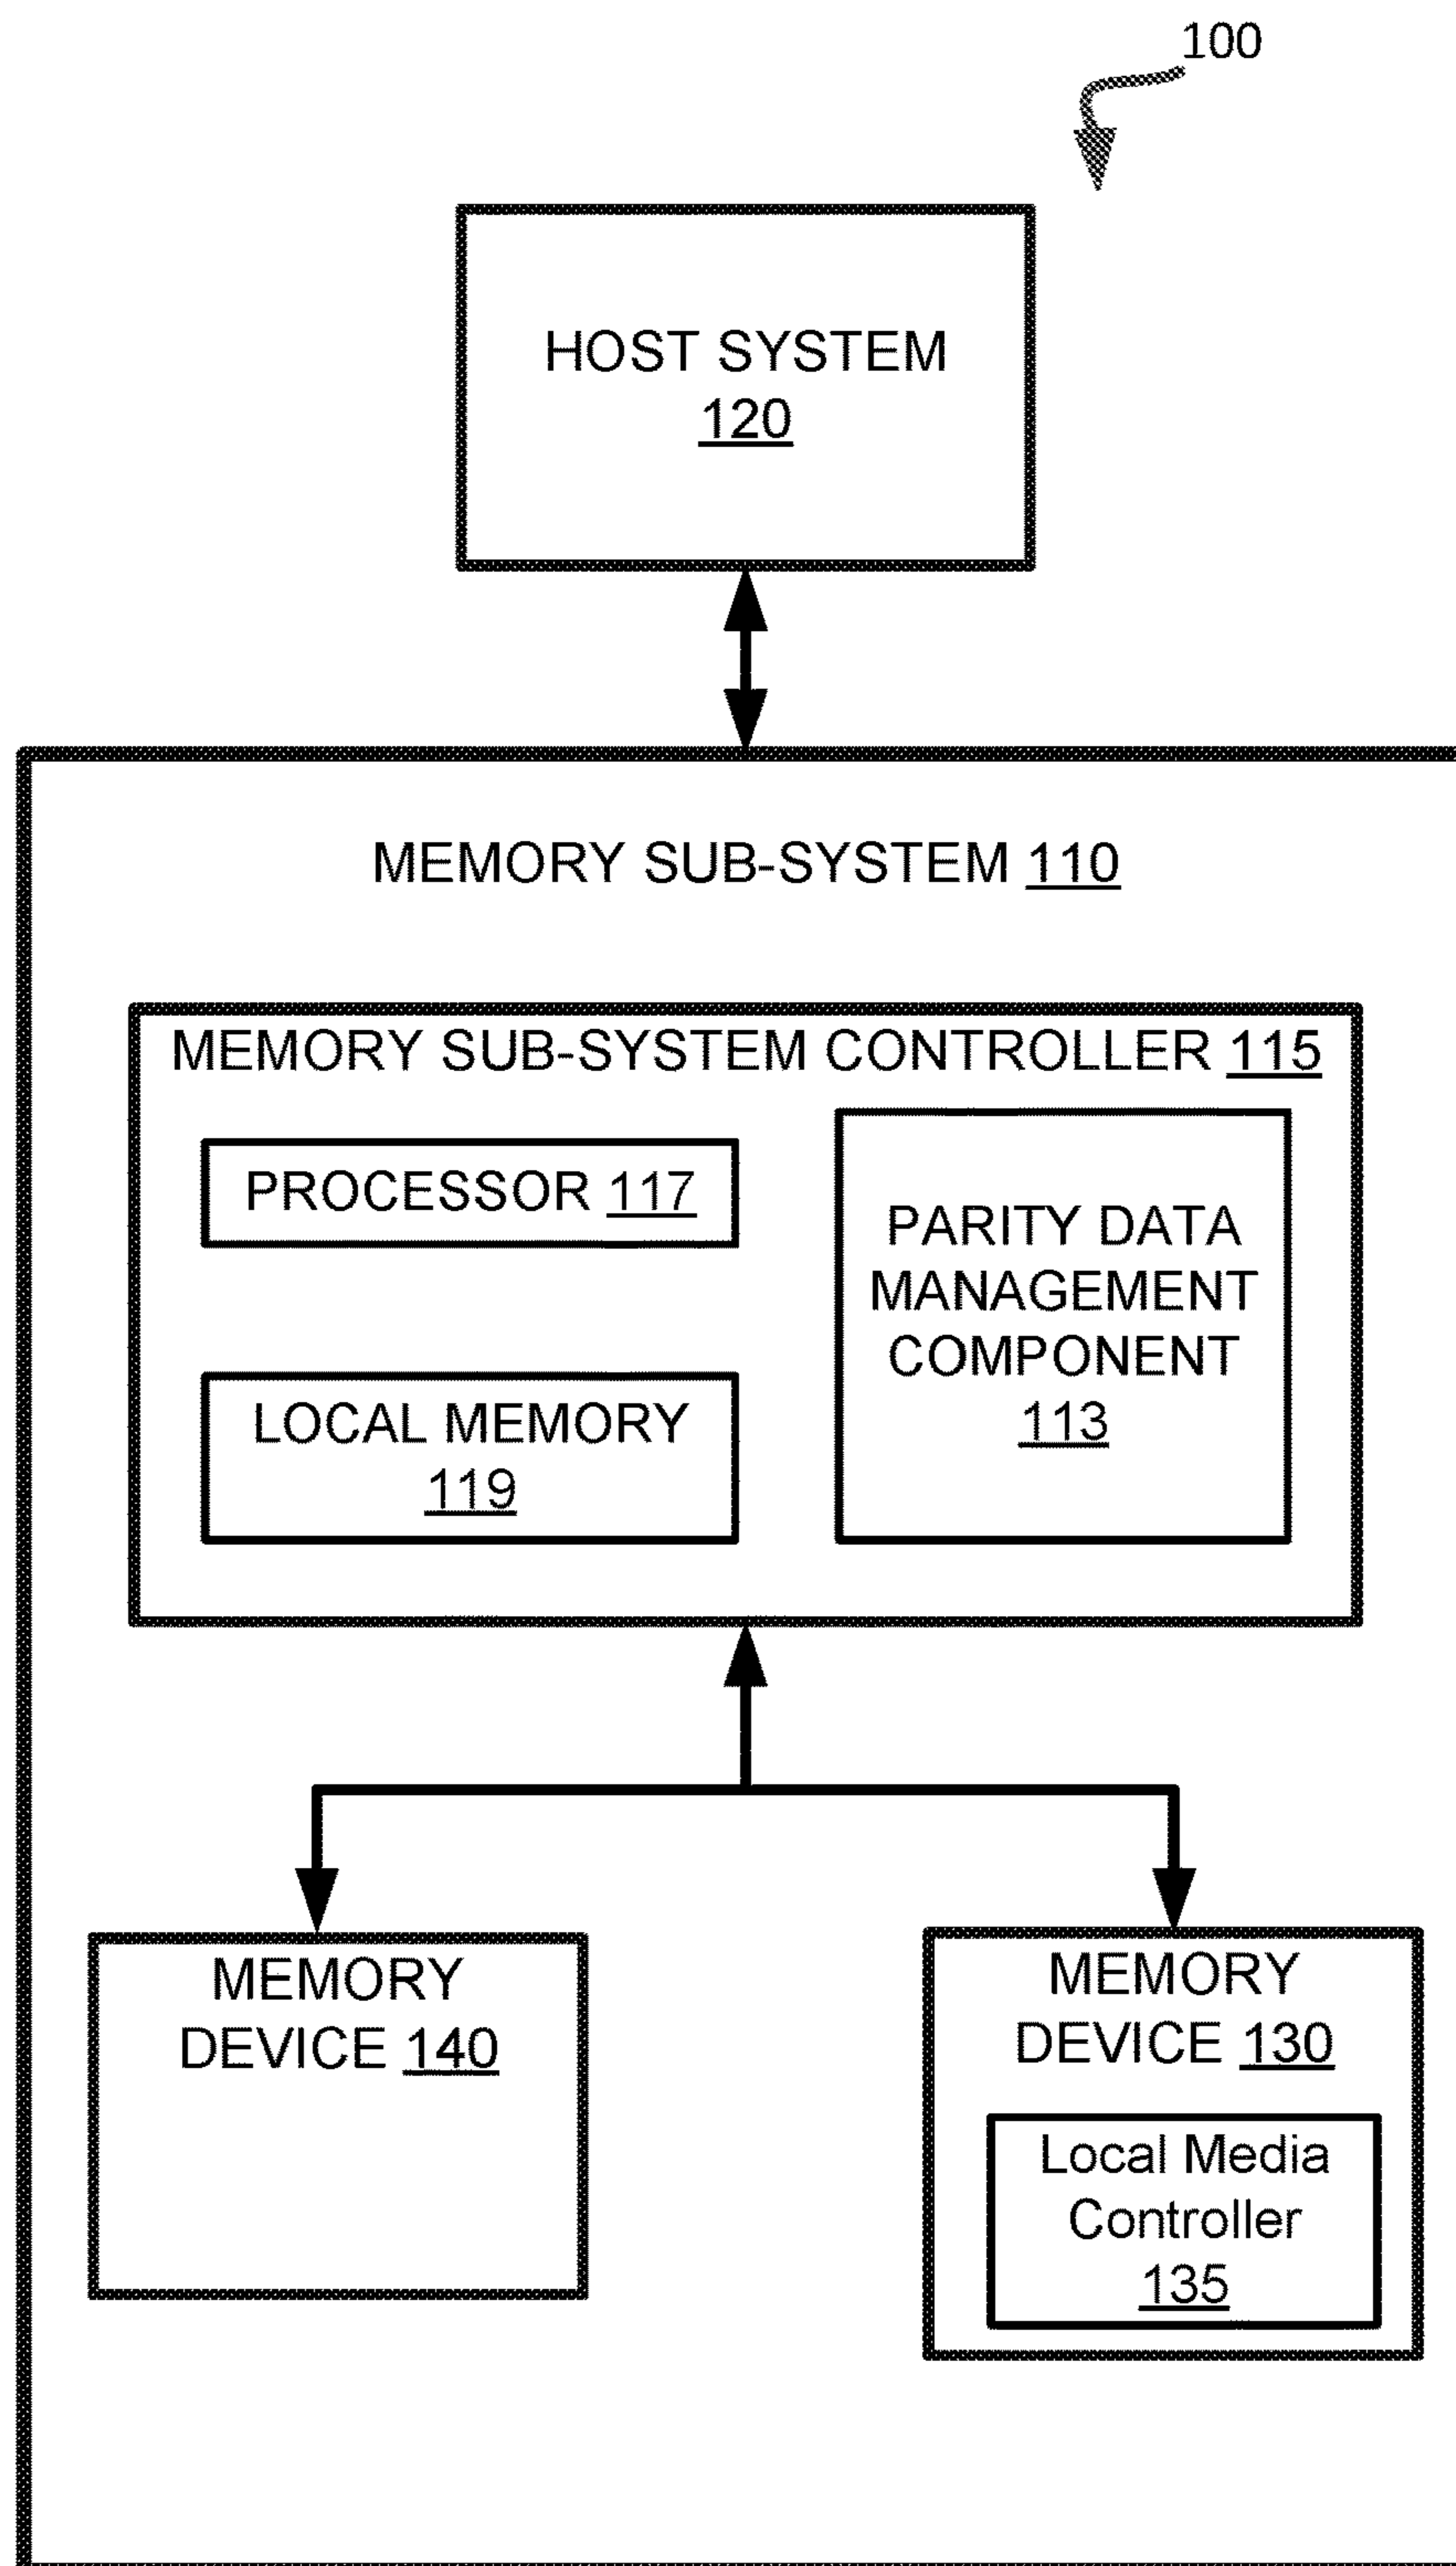 100
HOST SYSTEM
120
MEMORY SUB-SYSTEM 110
MEMORY SUB-SYSTEM CONTROLLER 115
PROCESSOR 117
PARITY DATA
MANAGEMENT
COMPONENT
113
LOCAL MEMORY
119
MEMORY
DEVICE 140
MEMORY
DEVICE 130
Local Media
Controller
135